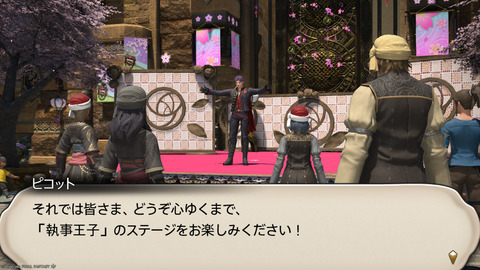 ピコット
それでは皆さま、どうぞ心ゆくまで、
「執事王子」のステージをお楽しみください！